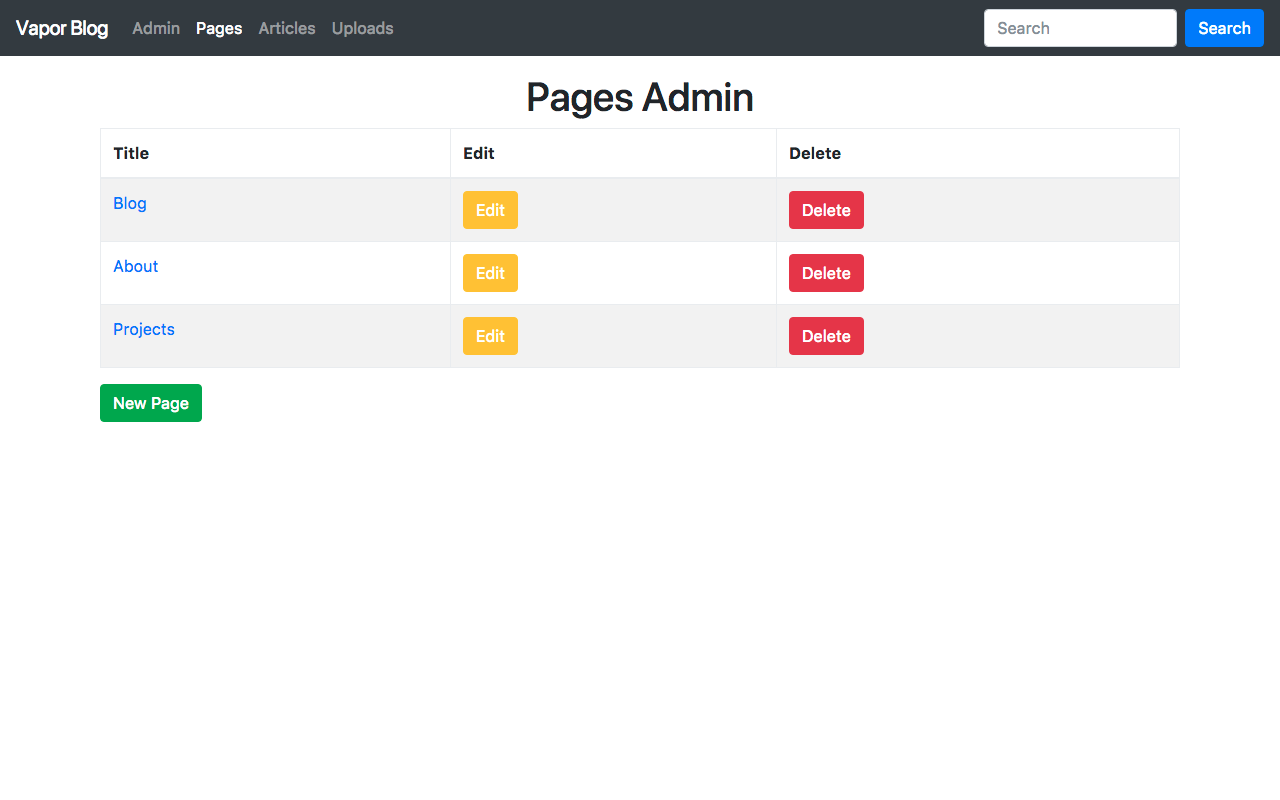 Vapor Blog Admin Pages Articles Uploads Search Search
Pages Admin
Title Edit Delete
Blog Edit Delete
About Edit Delete
Projects Edit Delete
New Page